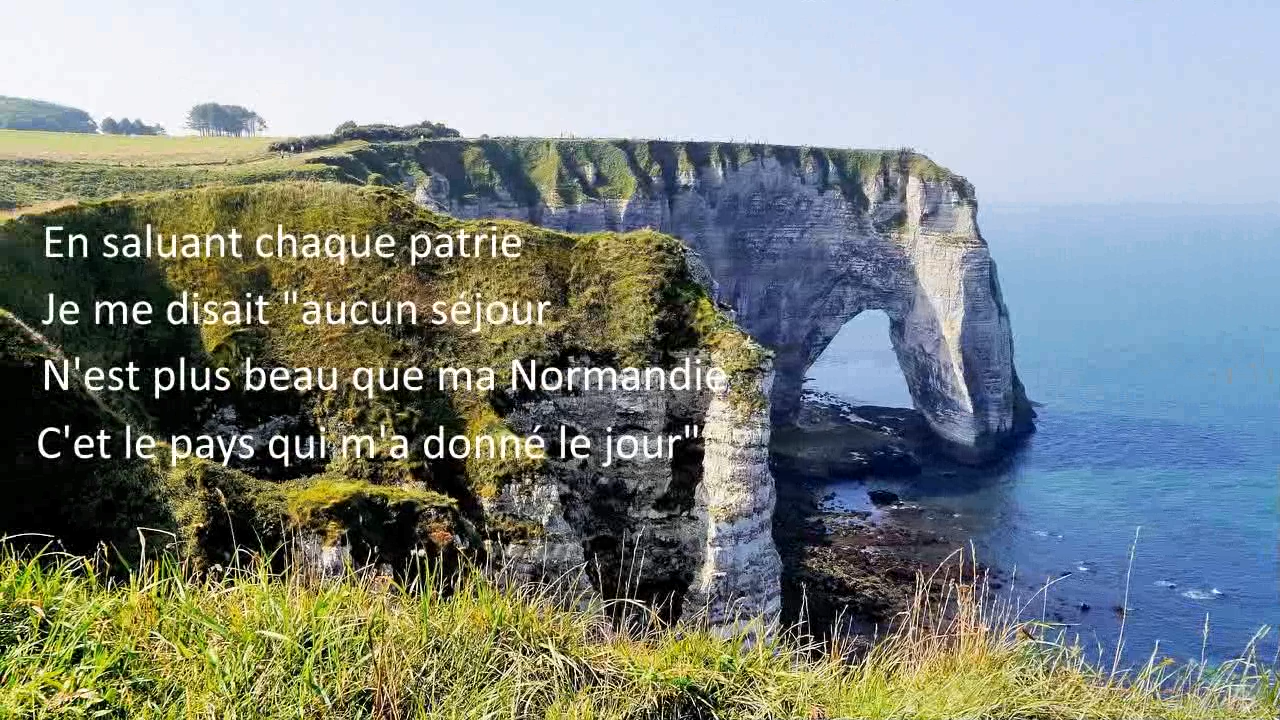 En saluant chaque patrie
Je me disait "aucun séjour
N'est plus beau que ma Normandie
C'et le pays qui m'a donné le jour"